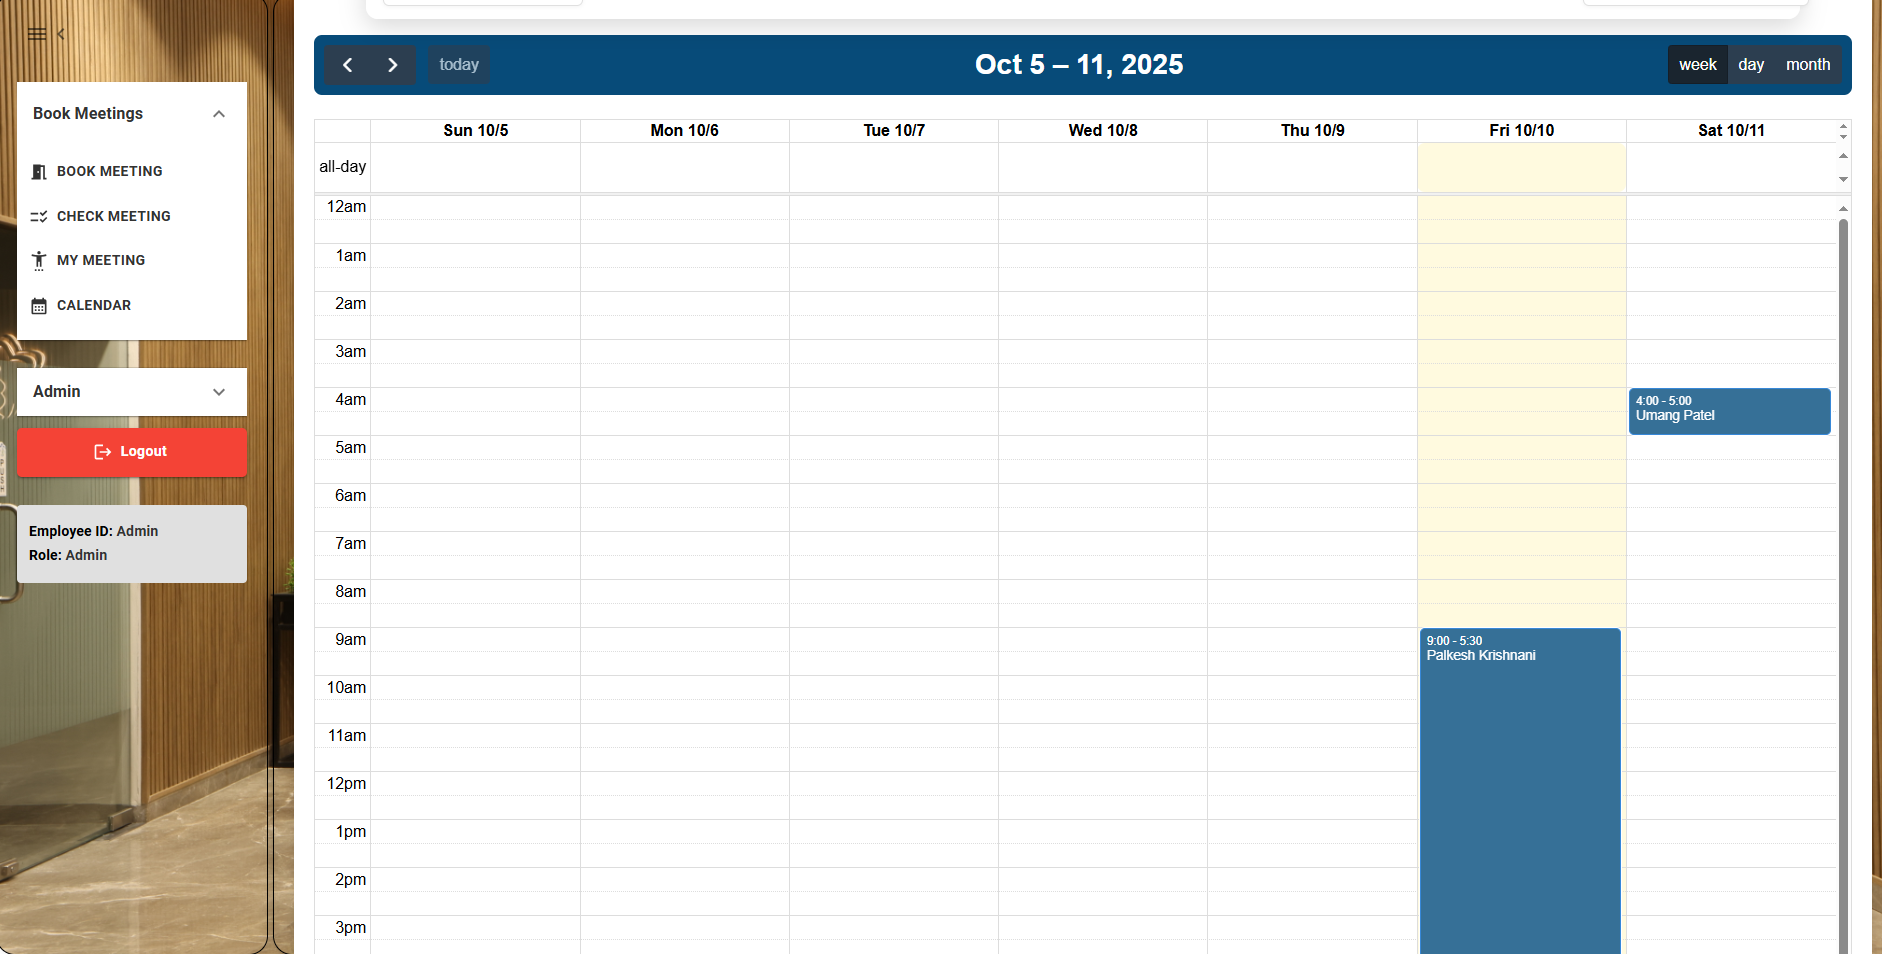 Book Meetings
BOOK MEETING
CHECK MEETING
MY MEETING
CALENDAR
Admin
Logout
Employee ID: Admin
Role: Admin
today
Oct 5 – 11, 2025
week day month
Sun 10/5 Mon 10/6 Tue 10/7 Wed 10/8 Thu 10/9 Fri 10/10 Sat 10/11
all-day
12am
1am
2am
3am
4am
4:00 - 5:00
Umang Patel
5am
6am
7am
8am
9am
9:00 - 5:30
Palkesh Krishnani
10am
11am
12pm
1pm
2pm
3pm